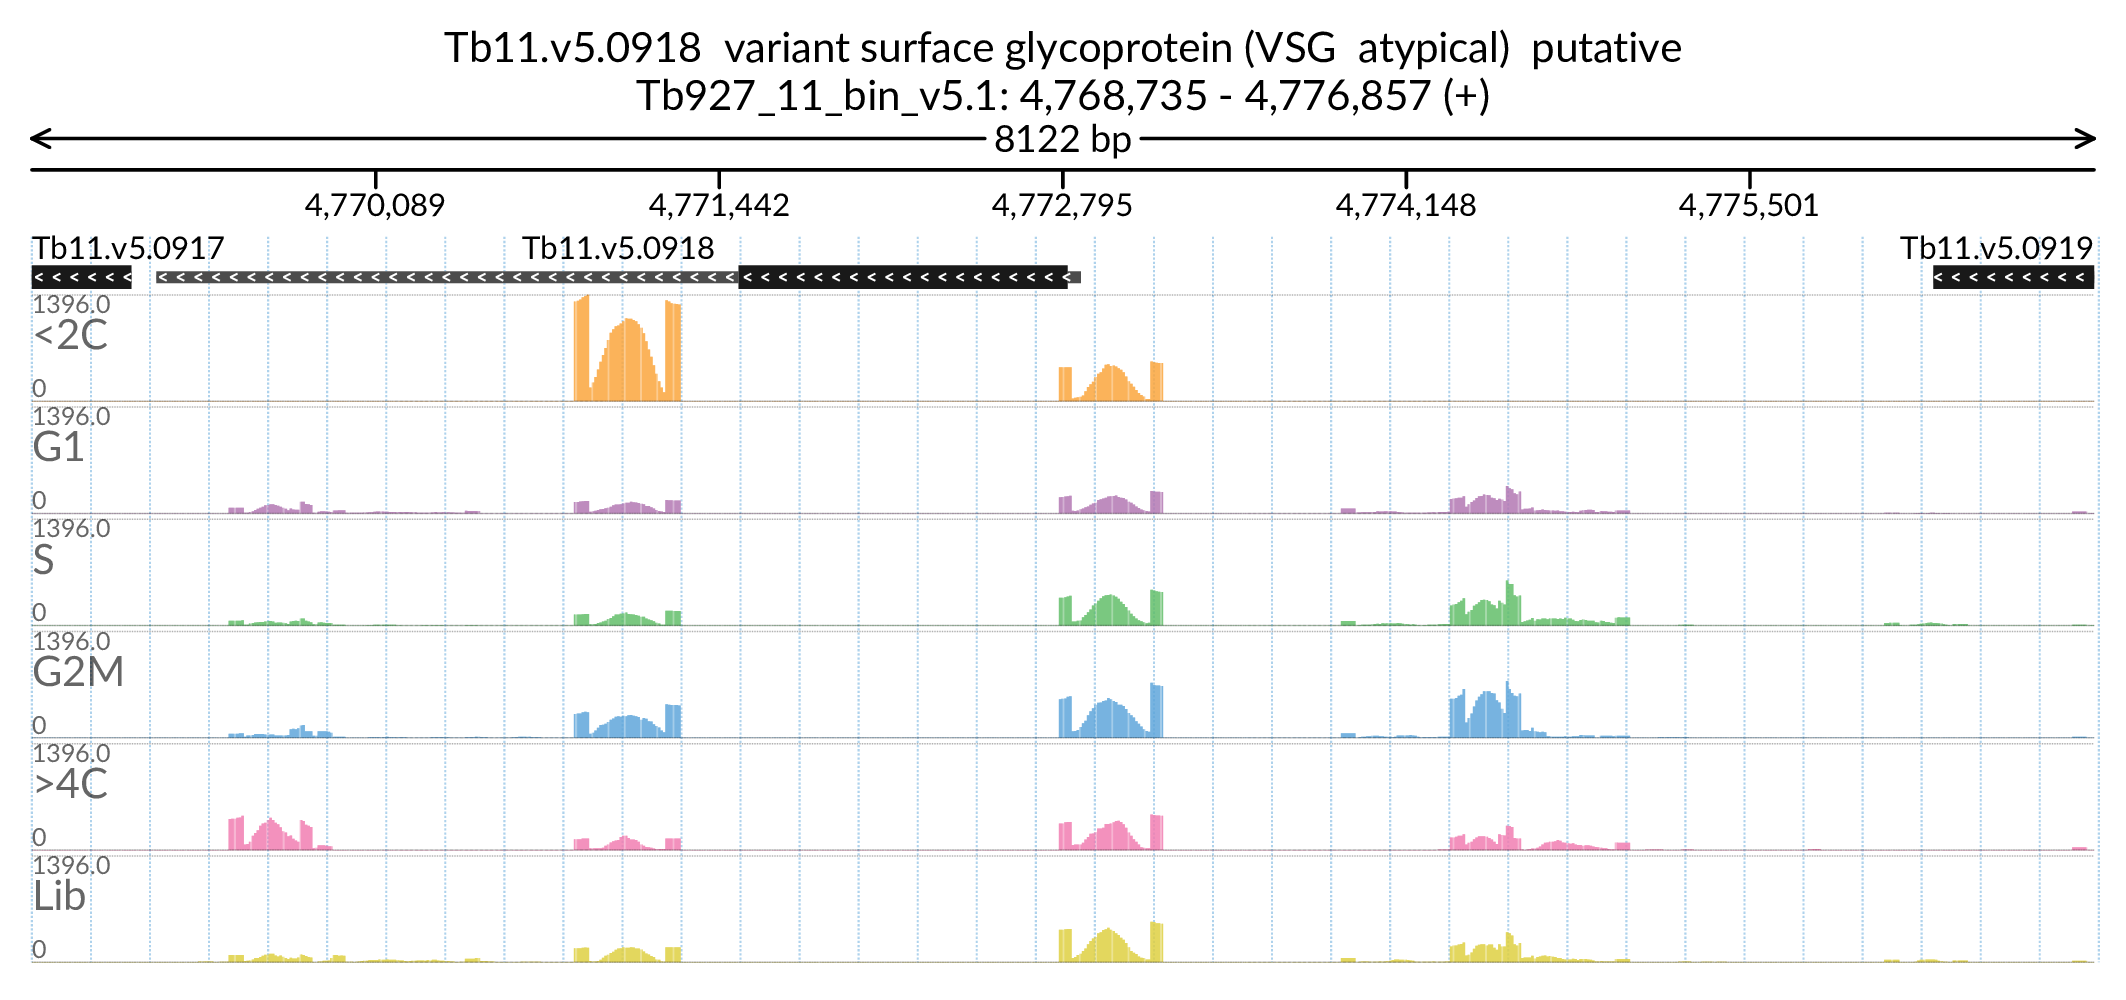 Tb11.v5.0918  variant surface glycoprotein (VSG  atypical)  putative
Tb927_11_bin_v5.1: 4,768,735 - 4,776,857 (+)
8122 bp
4,770,089 4,771,442 4,772,795 4,774,148 4,775,501
Tb11.v5.0917 Tb11.v5.0918 Tb11.v5.0919
1396.0
<2C
0
1396.0
G1
0
1396.0
S
0
1396.0
G2M
0
1396.0
>4C
0
1396.0
Lib
0